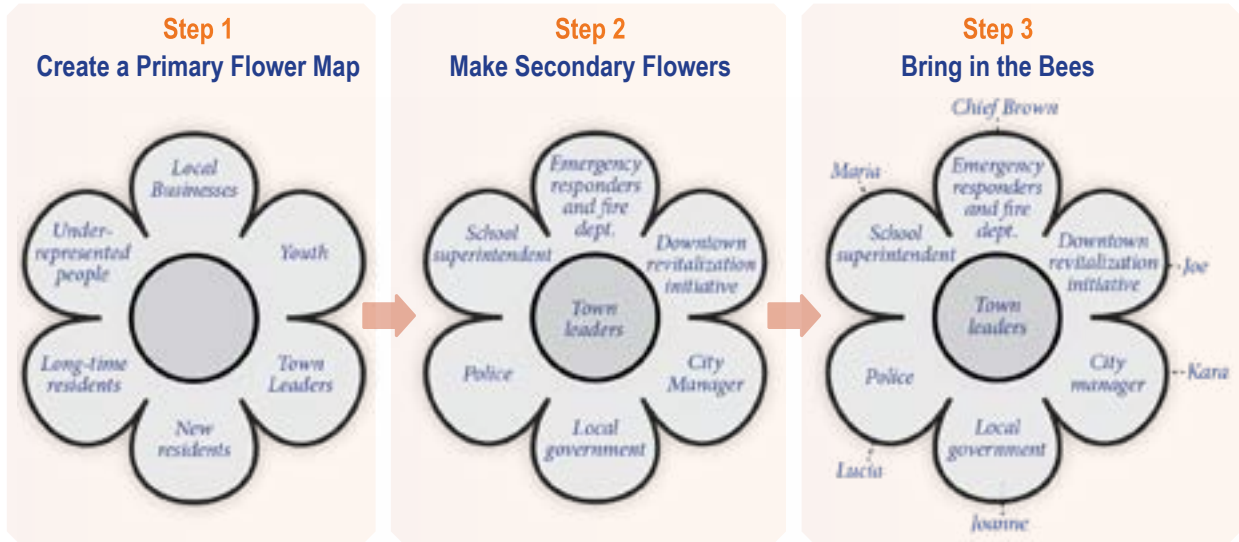 Step 1
Create a Primary Flower Map
Local
Businesses
Youth
Town
Leaders
New
residents
Long-time
residents
Under-
represented
people
Step 2
Make Secondary Flowers
Emergency
responders
and fire
dept.
Downtown
revitalization
initiative
City
Manager
Local
government
Police
School
superintendent
Town
leaders
Step 3
Bring in the Bees
Chief Brown
Emergency
responders
and fire
dept.
Downtown
revitalization
initiative
Joe
City
manager
Kara
Local
government
Joanne
Police
Lucia
School
superintendent
Maria
Town
leaders